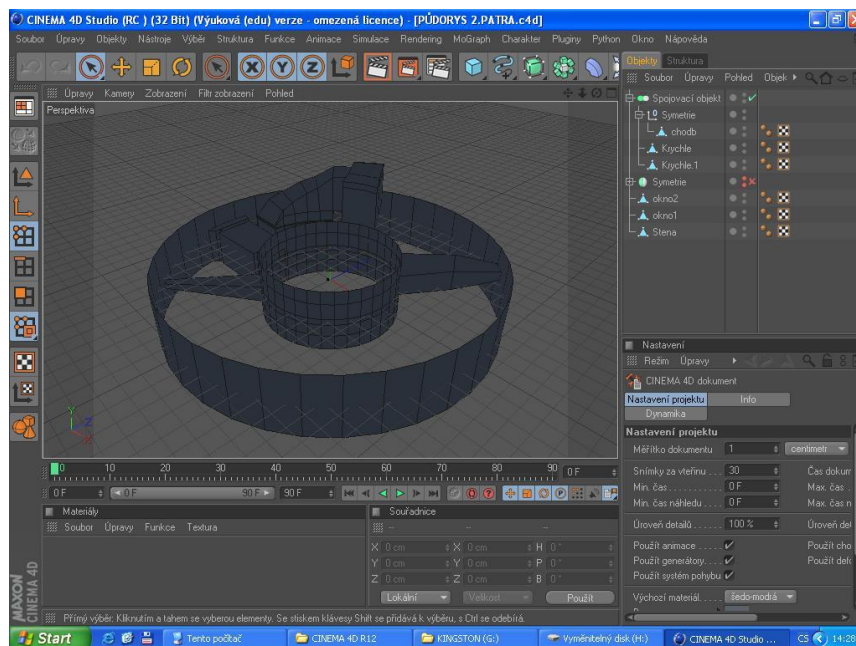 CINEMA 4D Studio (RC ) (32 Bit) (Výuková (edu) verze - omezená licence) - [PŮDORYS 2.PATRA.c4d]
Soubor Úpravy Objekty Nástroje Výběr Struktura Funkce Animace Simulace Rendering MoGraph Charakter Pluginy Python Okno Nápověda
Objekty Struktura
Soubor Úpravy Pohled Objek
Úpravy Kamery Zobrazení Filtr zobrazení Pohled
Perspektiva
Spojovací objekt
Symetrie
chodb
Krychle
Krychle.1
Symetrie
okno2
okno1
Stena
Y
Z
X
Nastavení
Režim Úpravy
CINEMA 4D dokument
Nastavení projektu Info
Dynamika
Nastavení projektu
Měřítko dokumentu 1 centimetr
Snímky za vteřinu . . . 30 Čas dokum
Min. čas . . . . . . . . . . 0 F Max. čas .
Min. čas náhledu . . . 0 F Max. čas n
Úroveň detailů . . . . . . 100 % Úroveň det
Použít animace . . . . . Použít cho
Použít generátory. . . . Použít defo
Použít systém pohybu
Výchozí materiál. . . . . šedo-modrá
0 10 20 30 40 50 60 70 80 90 0 F
0 F 0 F 90 F 90 F
Materiály
Soubor Úpravy Funkce Textura
Souřadnice
-- -- --
X 0 cm X 0 cm H 0 °
Y 0 cm Y 0 cm P 0 °
Z 0 cm Z 0 cm B 0 °
Lokální Velikost Použít
MAXON
CINEMA 4D
Přímý výběr: Kliknutím a tahem se vyberou elementy. Se stiskem klávesy Shift se přidává k výběru, s Ctrl se odebírá.
Start Tento počítač CINEMA 4D R12 KINGSTON (G:) Vyměnitelný disk (H:) CINEMA 4D Studio ... CS 14:28